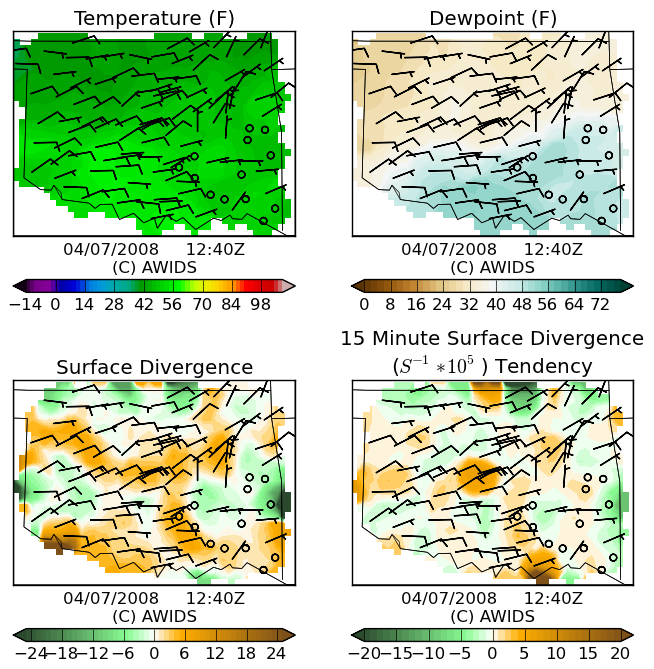 Temperature (F)
04/07/2008 12:40Z
(C) AWIDS
−14 0 14 28 42 56 70 84 98
Dewpoint (F)
04/07/2008 12:40Z
(C) AWIDS
0 8 16 24 32 40 48 56 64 72
Surface Divergence
04/07/2008 12:40Z
(C) AWIDS
−24 −18 −12 −6 0 6 12 18 24
15 Minute Surface Divergence
(S⁻¹ *10⁵ ) Tendency
04/07/2008 12:40Z
(C) AWIDS
−20 −15 −10 −5 0 5 10 15 20